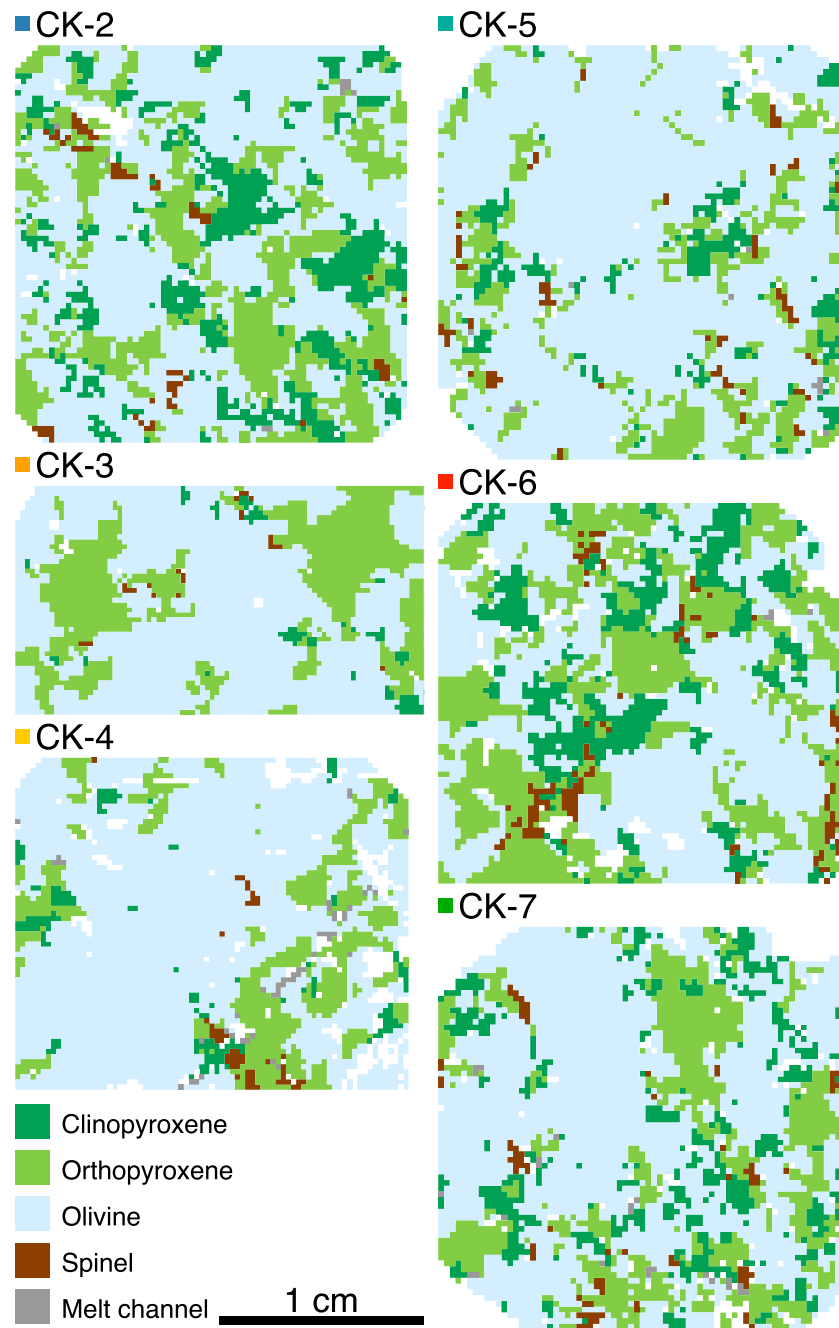 CK-2
CK-5
CK-3
CK-6
CK-4
CK-7
Clinopyroxene
Orthopyroxene
Olivine
Spinel
Melt channel
1 cm